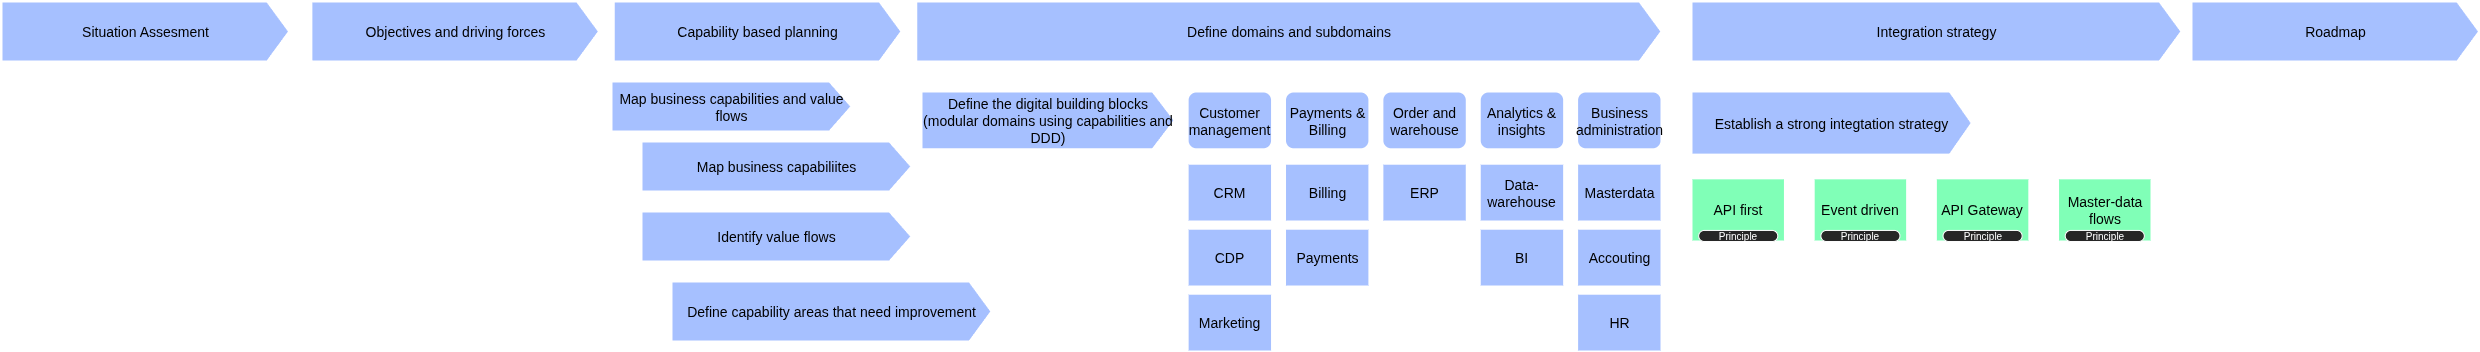 Situation Assesment
Objectives and driving forces
Capability based planning
Define domains and subdomains
Integration strategy
Roadmap
Map business capabilities and value
flows
Map business capabiliites
Identify value flows
Define capability areas that need improvement
Define the digital building blocks
(modular domains using capabilities and
DDD)
Customer
management
Payments &
Billing
Order and
warehouse
Analytics &
insights
Business
administration
CRM
Billing
ERP
Data-
warehouse
Masterdata
CDP
Payments
BI
Accouting
Marketing
HR
Establish a strong integtation strategy
API first
Principle
Event driven
Principle
API Gateway
Principle
Master-data
flows
Principle